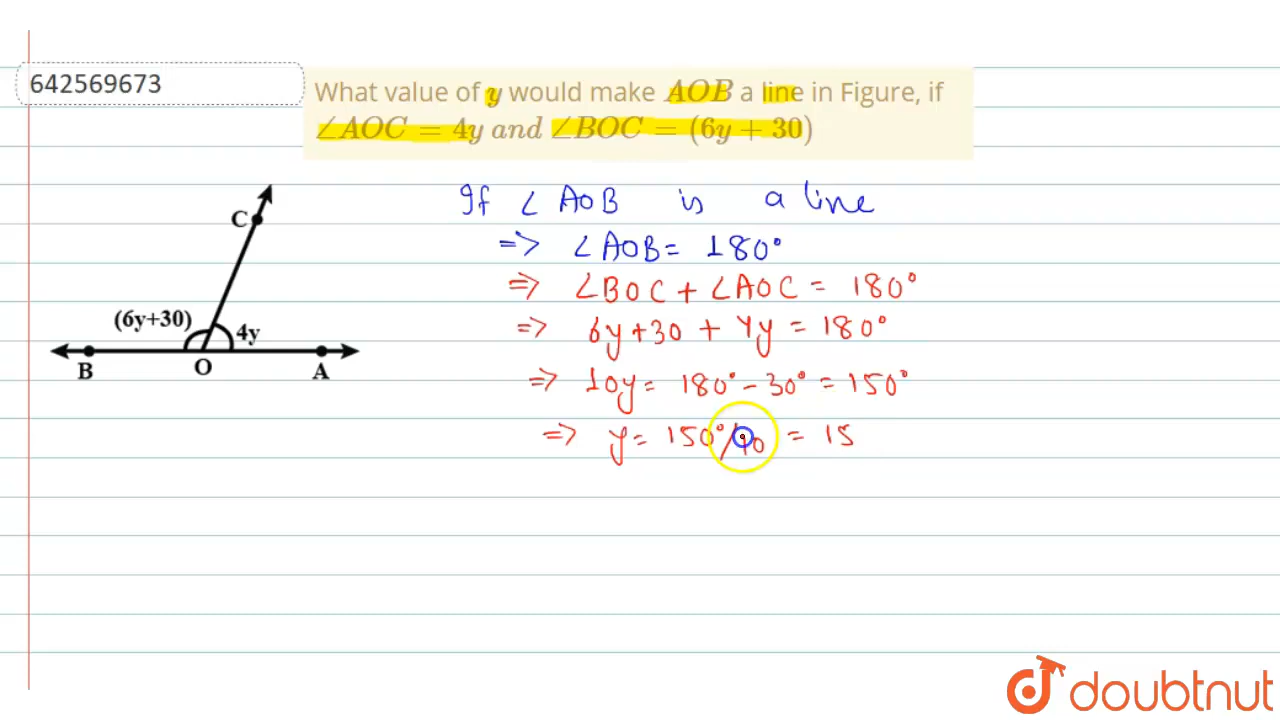 642569673
What value of y would make AOB a line in Figure, if
∠AOC = 4y and ∠BOC = (6y + 30)
If ∠AOB is a line
=> ∠AOB = 180°
=> ∠BOC + ∠AOC = 180°
=> 6y+30 + 4y = 180°
=> 10y = 180° - 30° = 150°
=> y = 150°/10 = 15
C
(6y+30)
4y
B
O
A
doubtnut